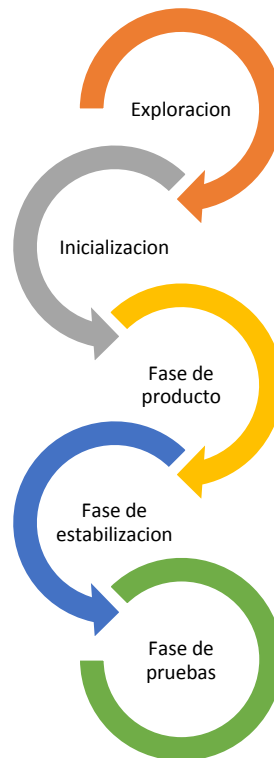 Exploracion
Inicializacion
Fase de
producto
Fase de
estabilizacion
Fase de
pruebas